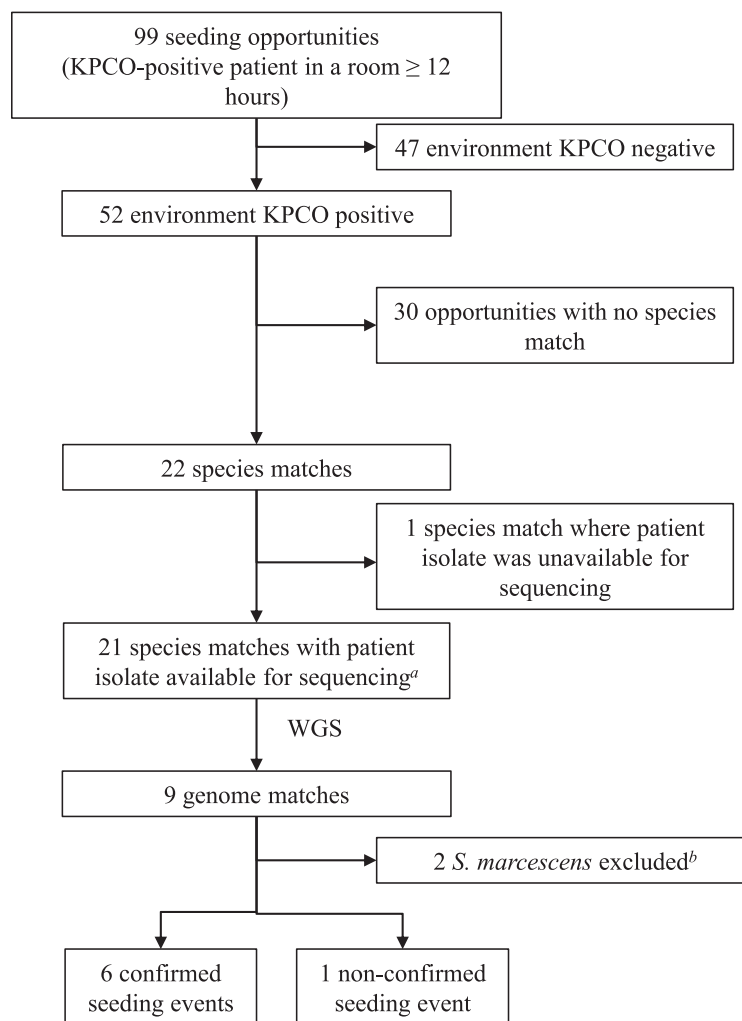 99 seeding opportunities
(KPCO-positive patient in a room ≥ 12
hours)
47 environment KPCO negative
52 environment KPCO positive
30 opportunities with no species
match
22 species matches
1 species match where patient
isolate was unavailable for
sequencing
21 species matches with patient
isolate available for sequencingᵃ
WGS
9 genome matches
2 S. marcescens excludedᵇ
6 confirmed
seeding events
1 non-confirmed
seeding event